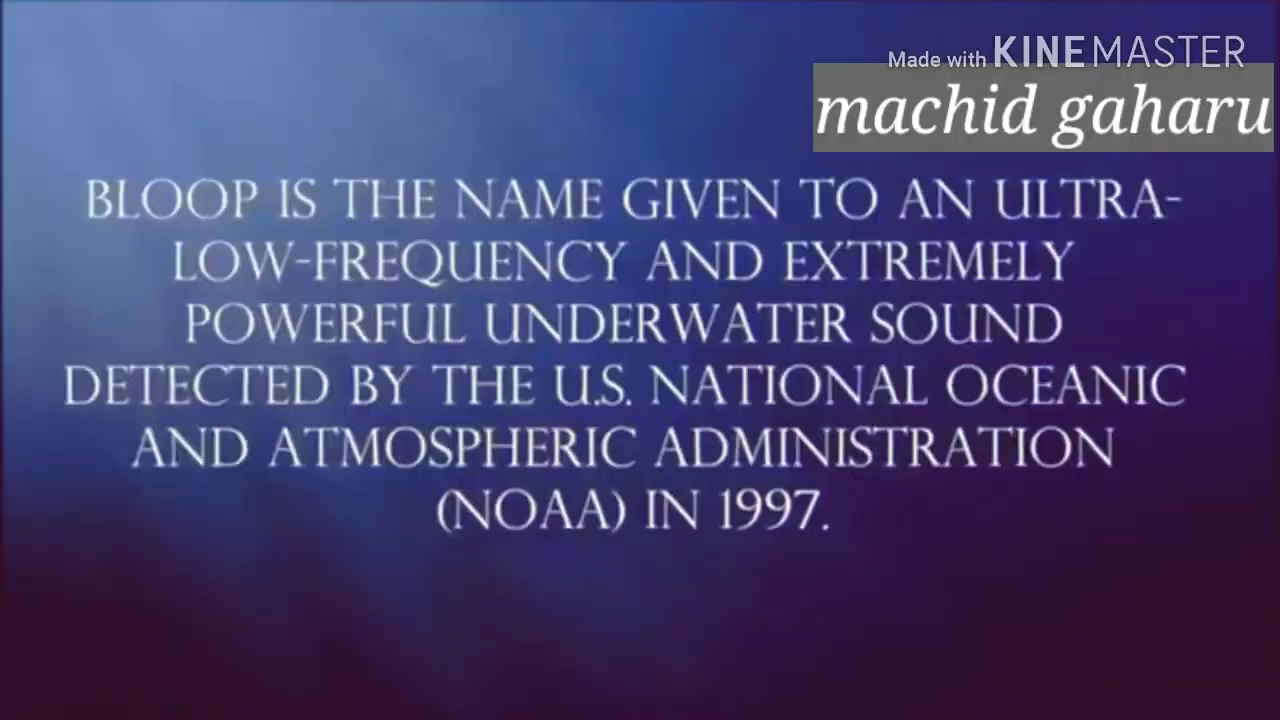 Made with KINEMASTER
machid gaharu
BLOOP IS THE NAME GIVEN TO AN ULTRA-
LOW-FREQUENCY AND EXTREMELY
POWERFUL UNDERWATER SOUND
DETECTED BY THE U.S. NATIONAL OCEANIC
AND ATMOSPHERIC ADMINISTRATION
(NOAA) IN 1997.